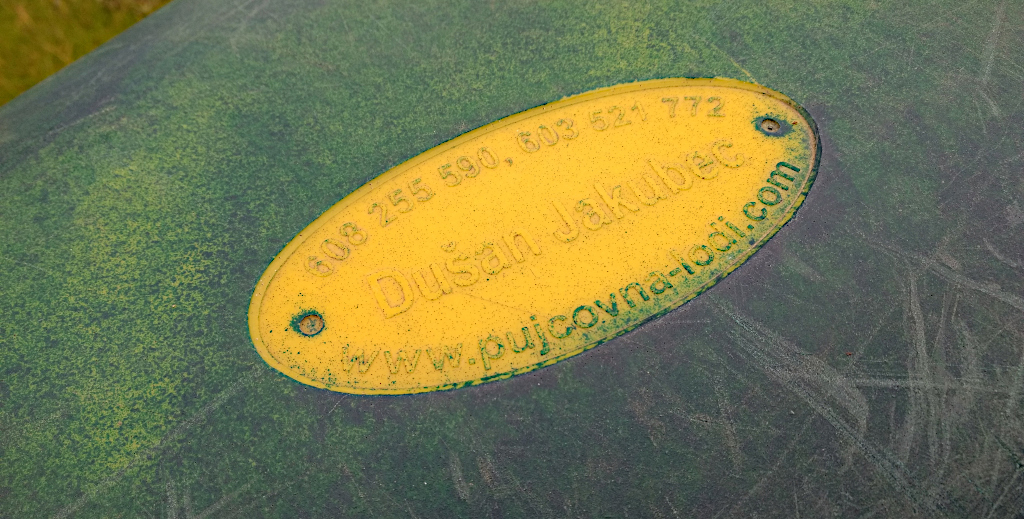 608 255 590, 603 521 772
Dušan Jakubec
www.pujcovna-lodi.com